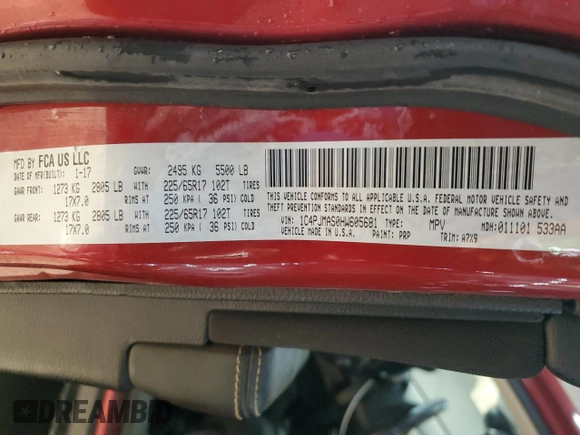 MFD BY FCA US LLC
DATE OF MFR(BUILT): 1-17 GVWR: 2495 KG 5500 LB
GAWR FRONT: 1273 KG 2805 LB WITH 225/65R17 102T TIRES
17X7.0 RIMS AT 250 KPA ( 36 PSI) COLD
GAWR REAR: 1273 KG 2805 LB WITH 225/65R17 102T TIRES
17X7.0 RIMS AT 250 KPA ( 36 PSI) COLD
THIS VEHICLE CONFORMS TO ALL APPLICABLE U.S.A. FEDERAL MOTOR VEHICLE SAFETY AND
THEFT PREVENTION STANDARDS IN EFFECT ON THE DATE OF MANUFACTURE SHOWN ABOVE.
VIN: 1C4PJMAS0HW605681 TYPE: MPV MDH: 011101 533AA
VEHICLE MADE IN U.S.A. PAINT: PRP TRIM: A7X9
DREAMBID